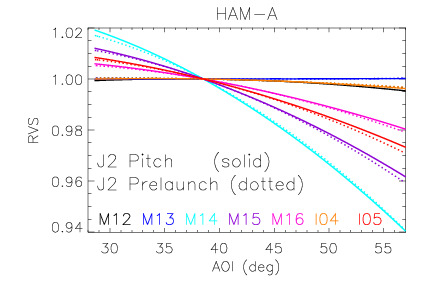 HAM-A
1.02
1.00
0.98
0.96
0.94
RVS
J2 Pitch (solid)
J2 Prelaunch (dotted)
M12 M13 M14 M15 M16 I04 I05
30 35 40 45 50 55
AOI (deg)